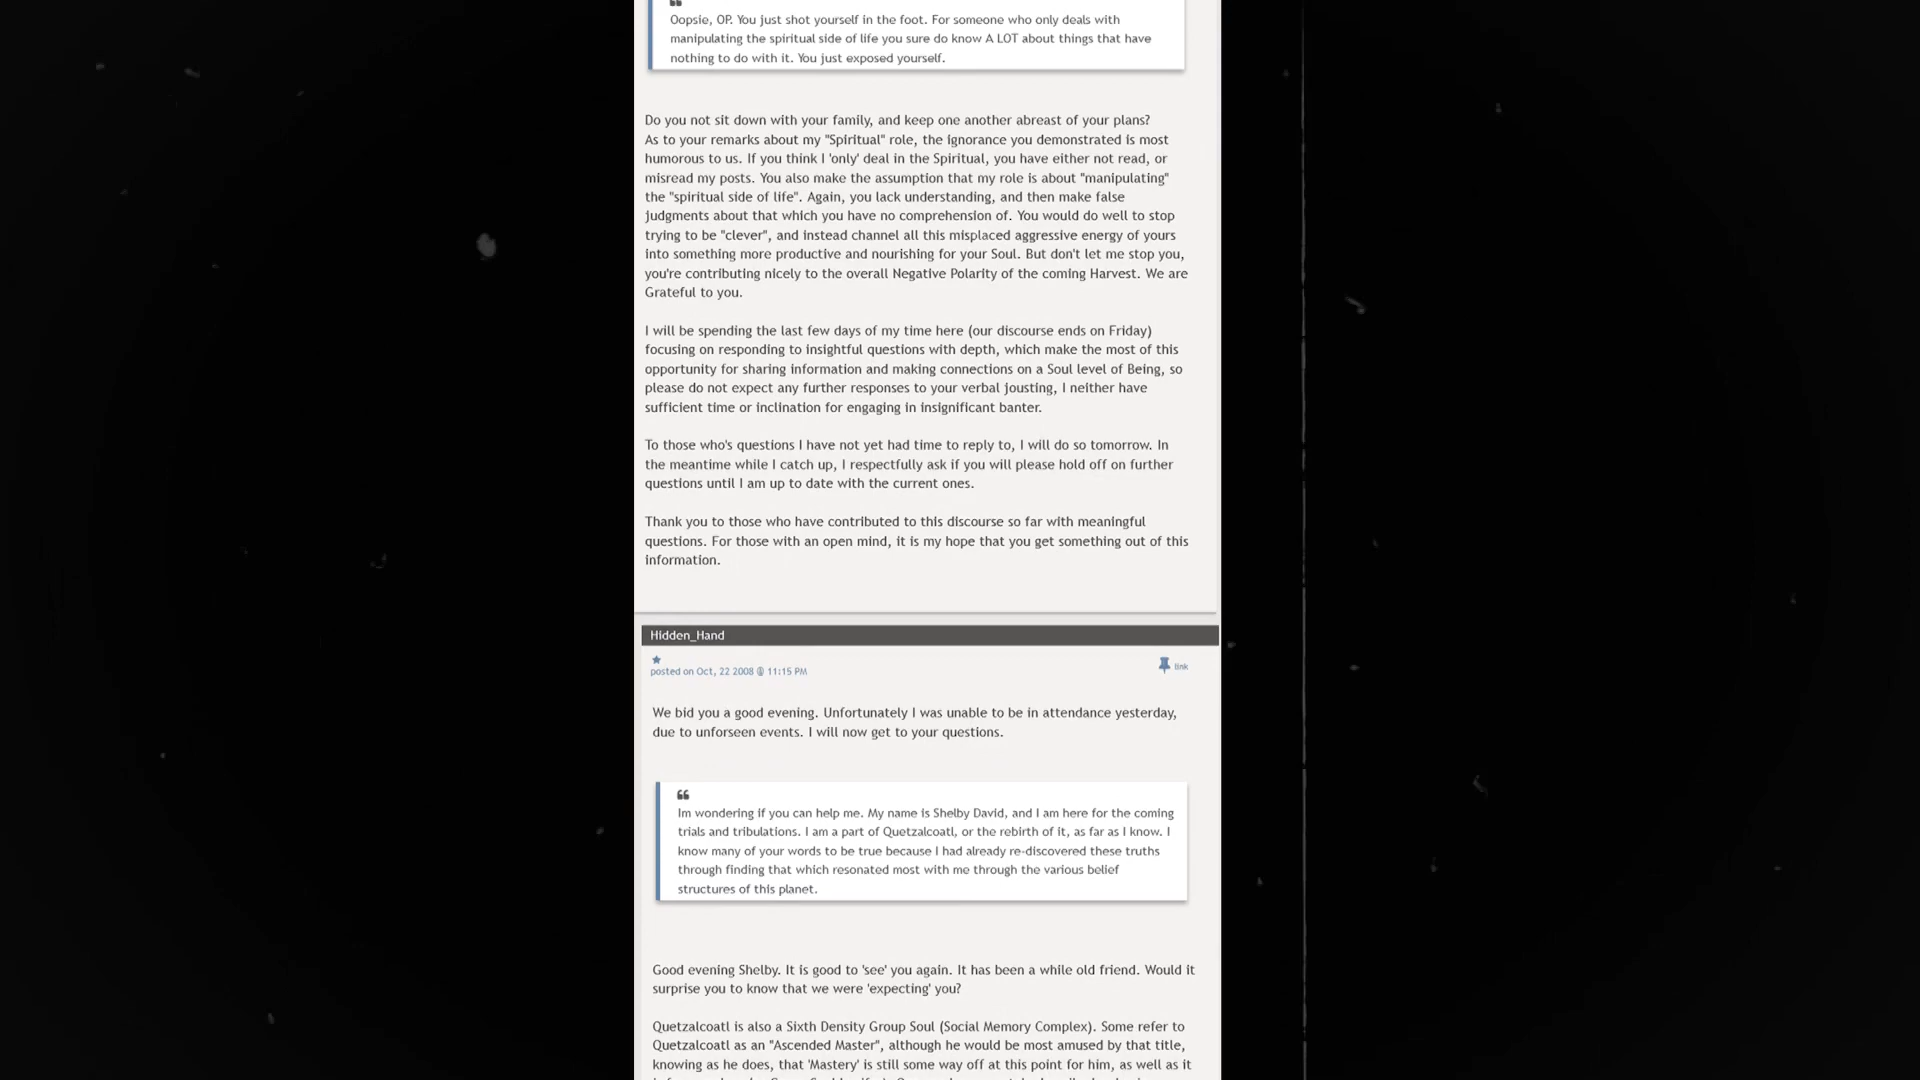 Oopsie, OP. You just shot yourself in the foot. For someone who only deals with
manipulating the spiritual side of life you sure do know A LOT about things that have
nothing to do with it. You just exposed yourself.
Do you not sit down with your family, and keep one another abreast of your plans?
As to your remarks about my "Spiritual" role, the ignorance you demonstrated is most
humorous to us. If you think I 'only' deal in the Spiritual, you have either not read, or
misread my posts. You also make the assumption that my role is about "manipulating"
the "spiritual side of life". Again, you lack understanding, and then make false
judgments about that which you have no comprehension of. You would do well to stop
trying to be "clever", and instead channel all this misplaced aggressive energy of yours
into something more productive and nourishing for your Soul. But don't let me stop you,
you're contributing nicely to the overall Negative Polarity of the coming Harvest. We are
Grateful to you.
I will be spending the last few days of my time here (our discourse ends on Friday)
focusing on responding to insightful questions with depth, which make the most of this
opportunity for sharing information and making connections on a Soul level of Being, so
please do not expect any further responses to your verbal jousting, I neither have
sufficient time or inclination for engaging in insignificant banter.
To those who's questions I have not yet had time to reply to, I will do so tomorrow. In
the meantime while I catch up, I respectfully ask if you will please hold off on further
questions until I am up to date with the current ones.
Thank you to those who have contributed to this discourse so far with meaningful
questions. For those with an open mind, it is my hope that you get something out of this
information.
Hidden_Hand
posted on Oct, 22 2008 @ 11:15 PM
link
We bid you a good evening. Unfortunately I was unable to be in attendance yesterday,
due to unforseen events. I will now get to your questions.
Im wondering if you can help me. My name is Shelby David, and I am here for the coming
trials and tribulations. I am a part of Quetzalcoatl, or the rebirth of it, as far as I know. I
know many of your words to be true because I had already re-discovered these truths
through finding that which resonated most with me through the various belief
structures of this planet.
Good evening Shelby. It is good to 'see' you again. It has been a while old friend. Would it
surprise you to know that we were 'expecting' you?
Quetzalcoatl is also a Sixth Density Group Soul (Social Memory Complex). Some refer to
Quetzalcoatl as an "Ascended Master", although he would be most amused by that title,
knowing as he does, that 'Mastery' is still some way off at this point for him, as well as it